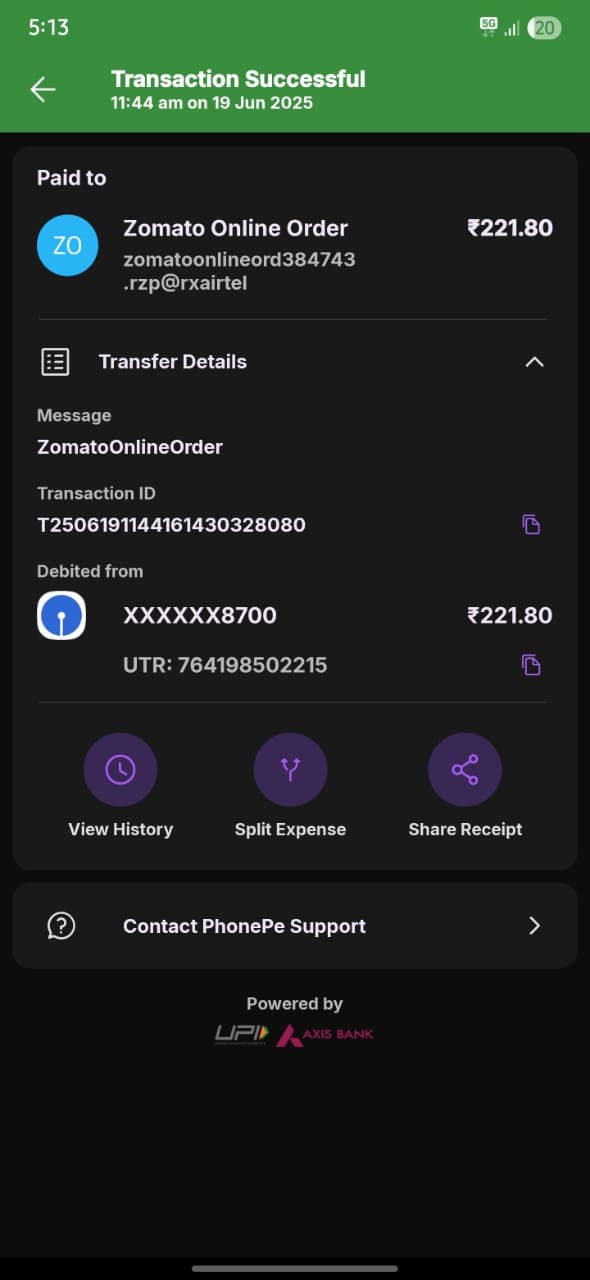 5:13
5G
20
Transaction Successful
11:44 am on 19 Jun 2025
Paid to
ZO
Zomato Online Order
₹221.80
zomatoonlineord384743
.rzp@rxairtel
Transfer Details
Message
ZomatoOnlineOrder
Transaction ID
T2506191144161430328080
Debited from
XXXXXX8700
₹221.80
UTR: 764198502215
View History
Split Expense
Share Receipt
Contact PhonePe Support
Powered by
UPI
AXIS BANK